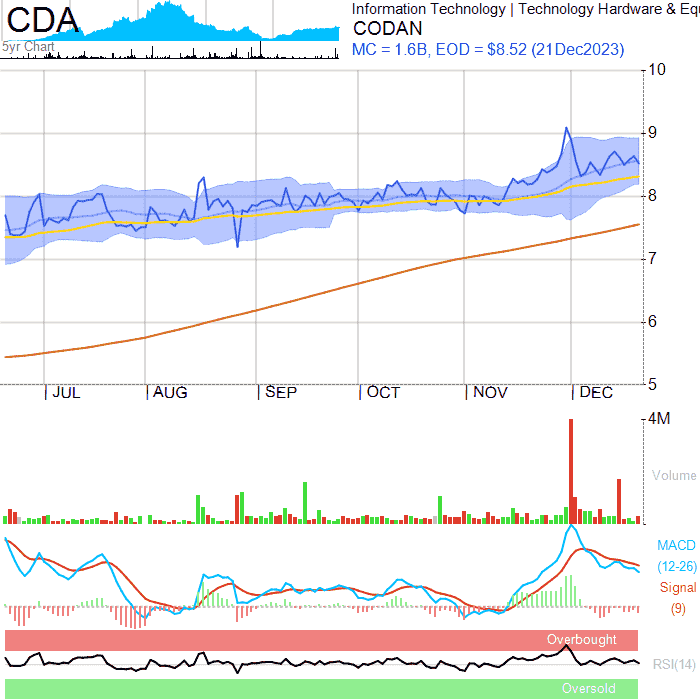 CDA
Information Technology | Technology Hardware & Equ
CODAN
5yr Chart
MC = 1.6B, EOD = $8.52 (21Dec2023)
10
9
8
7
6
5
JUL AUG SEP OCT NOV DEC
4M
Volume
MACD
(12-26)
Signal
(9)
Overbought
RSI(14)
Oversold